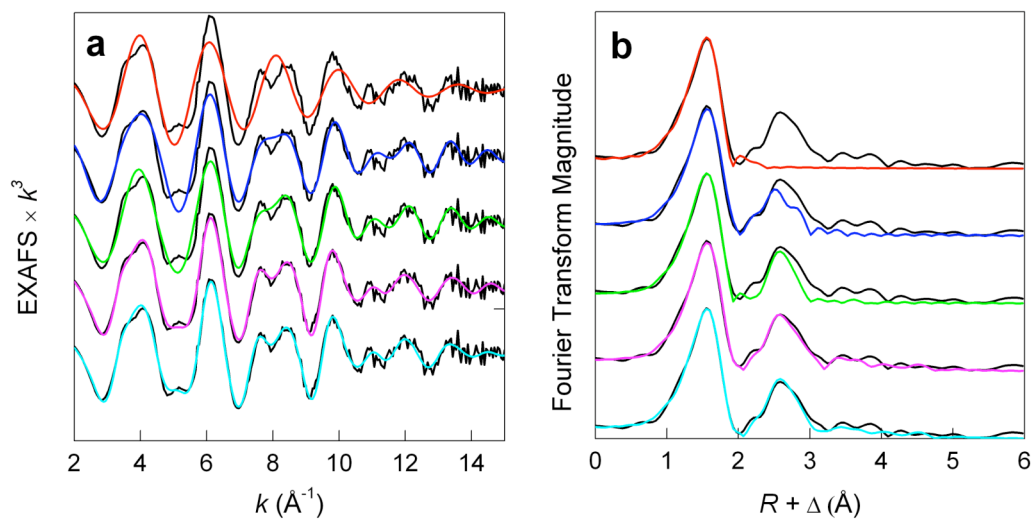 a
b
EXAFS × k³
Fourier Transform Magnitude
2 4 6 8 10 12 14
0 1 2 3 4 5 6
k (Å⁻¹)
R + Δ (Å)